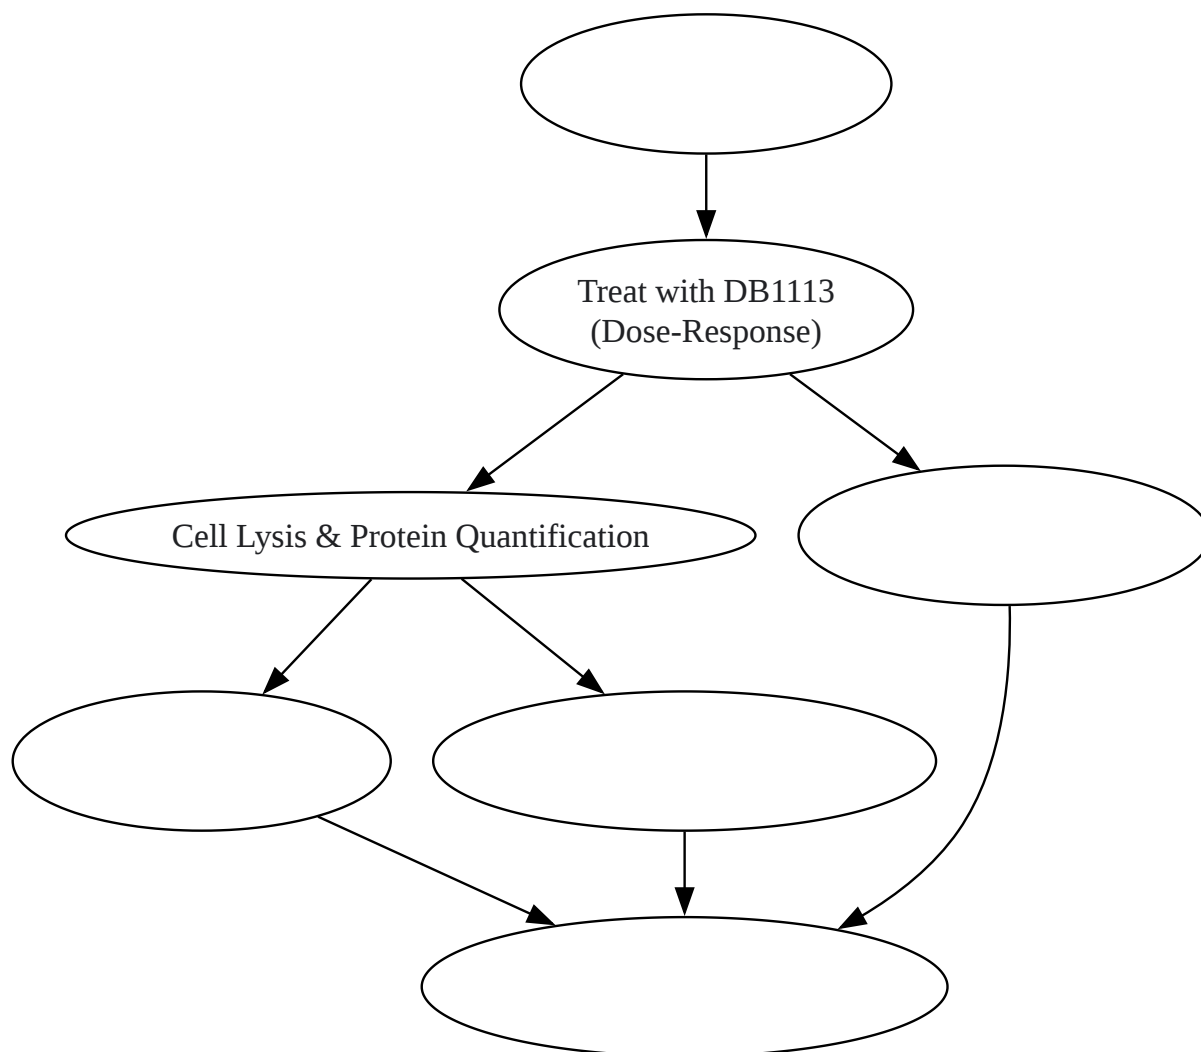 Treat with DB1113
(Dose-Response)
Cell Lysis & Protein Quantification